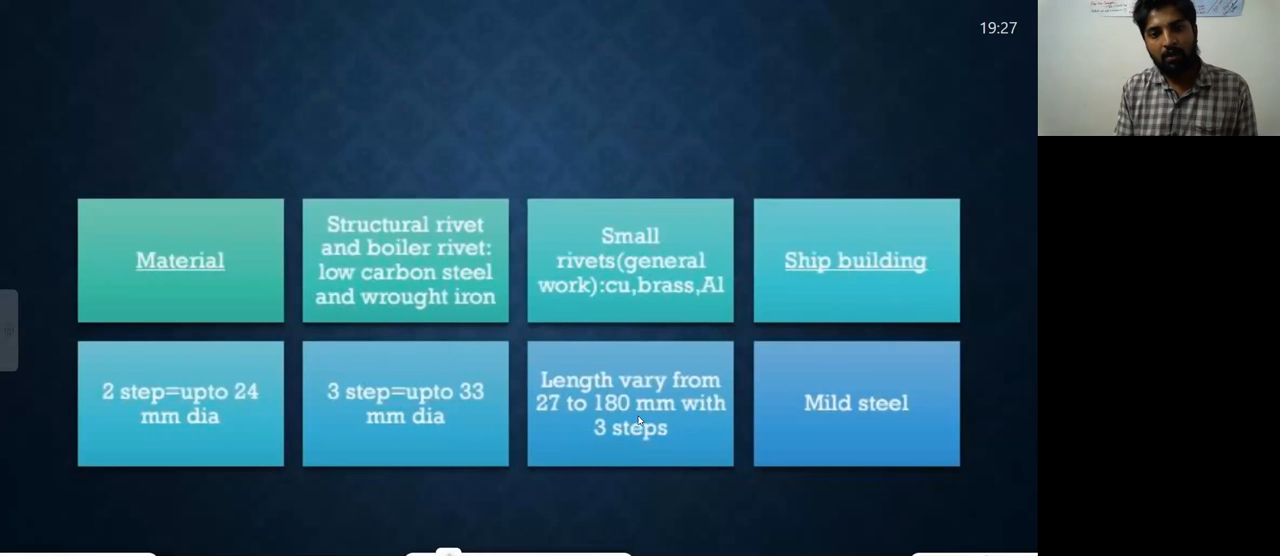 19:27
Material
Structural rivet
and boiler rivet:
low carbon steel
and wrought iron
Small
rivets(general
work):cu,brass,Al
Ship building
2 step=upto 24
mm dia
3 step=upto 33
mm dia
Length vary from
27 to 180 mm with
3 steps
Mild steel